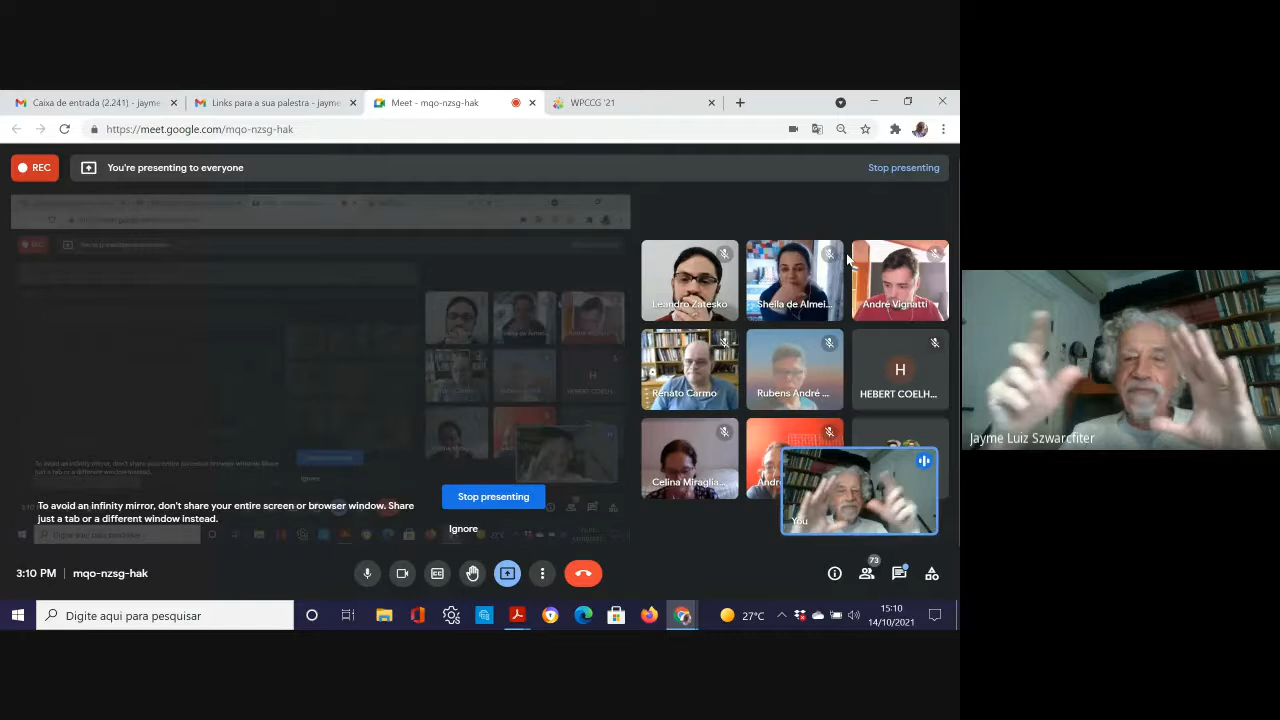 Caixa de entrada (2.241) - jayme
Links para a sua palestra - jayme
Meet - mqo-nzsg-hak
WPCCG '21
https://meet.google.com/mqo-nzsg-hak
REC
You're presenting to everyone
Stop presenting
Leandro Zatesko
Sheila de Almei...
André Vignatti
Renato Carmo
Rubens André ...
H
HEBERT COELH...
H
HEBERT COELH...
Jayme Luiz Szwarcfiter
Celina Miraglia...
André
You
To avoid an infinity mirror, don't share your entire screen or browser window. Share
just a tab or a different window instead.
Stop presenting
Ignore
3:10 PM | mqo-nzsg-hak
73
Digite aqui para pesquisar
27°C
15:10
14/10/2021